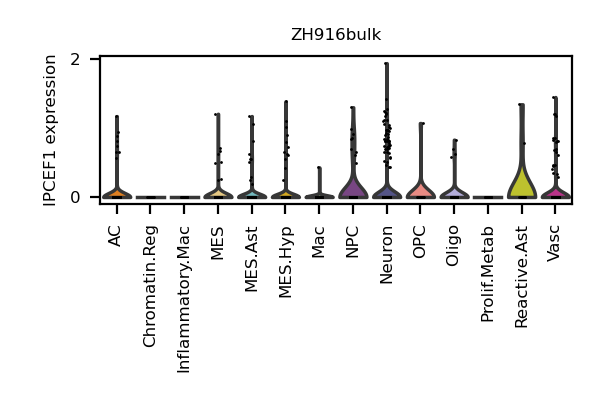 ZH916bulk
IPCEF1 expression
2
0
AC
Chromatin.Reg
Inflammatory.Mac
MES
MES.Ast
MES.Hyp
Mac
NPC
Neuron
OPC
Oligo
Prolif.Metab
Reactive.Ast
Vasc